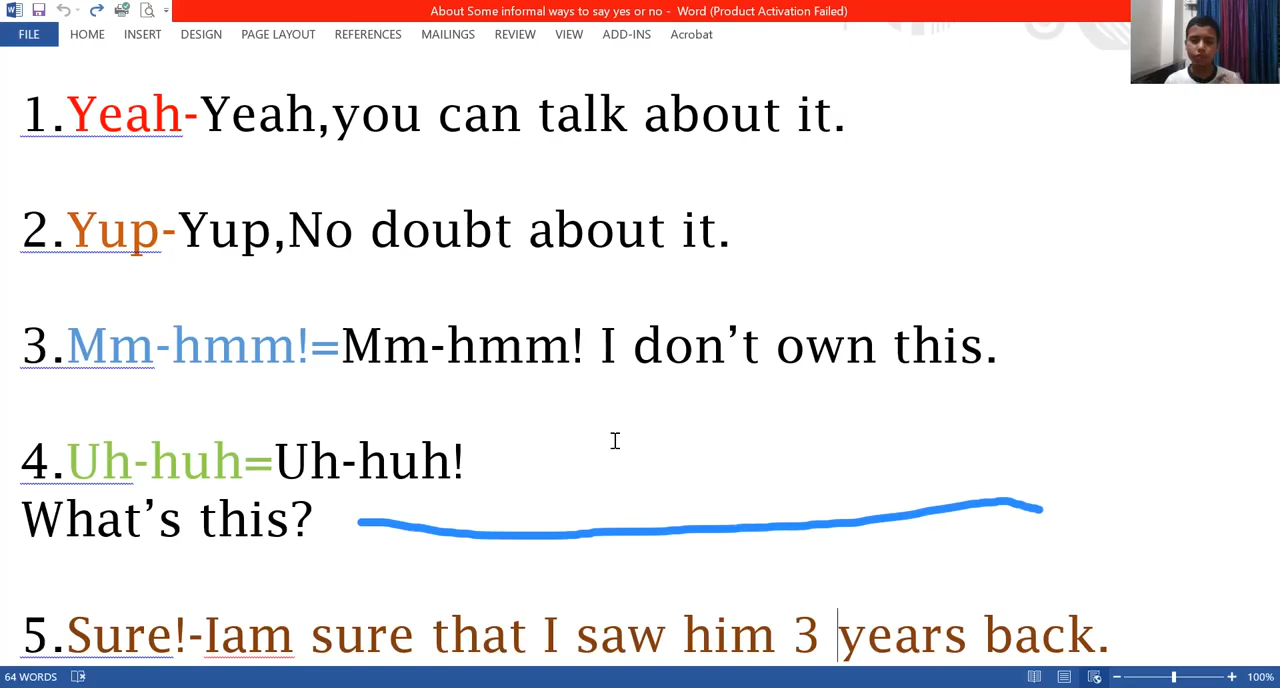 About Some informal ways to say yes or no - Word (Product Activation Failed)
FILE HOME INSERT DESIGN PAGE LAYOUT REFERENCES MAILINGS REVIEW VIEW ADD-INS Acrobat
1.Yeah-Yeah,you can talk about it.
2.Yup-Yup,No doubt about it.
3.Mm-hmm!=Mm-hmm! I don’t own this.
4.Uh-huh=Uh-huh!
What’s this?
5.Sure!-Iam sure that I saw him 3 years back.
64 WORDS 100%